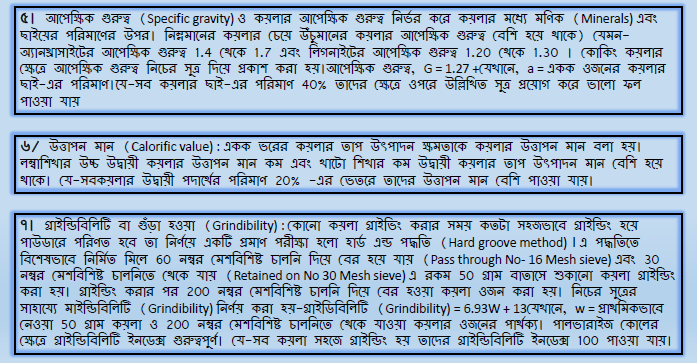 ৫। আপেক্ষিক গুরুত্ব (Specific gravity) ও কয়লার আপেক্ষিক গুরুত্ব নির্ভর করে কয়লার মধ্যে মণিক (Minerals) এবং
ছাইয়ের পরিমাণের উপর। নিম্নমানের কয়লার চেয়ে উঁচুমানের কয়লার আপেক্ষিক গুরুত্ব বেশি হয়ে থাকে) যেমন-
অ্যানথ্রাসাইটের আপেক্ষিক গুরুত্ব 1.4 থেকে 1.7 এবং লিগনাইটের আপেক্ষিক গুরুত্ব 1.20 থেকে 1.30 । কোকিং কয়লার
ক্ষেত্রে আপেক্ষিক গুরুত্ব নিচের সূত্র দিয়ে প্রকাশ করা হয়।আপেক্ষিক গুরুত্ব, G = 1.27 +যেখানে, a = একক ওজনের কয়লার
ছাই-এর পরিমাণ।যে-সব কয়লার ছাই-এর পরিমাণ 40% তাদের ক্ষেত্রে ওপরে উল্লিখিত সূত্র প্রয়োগ করে ভালো ফল
পাওয়া যায়
৬/ উত্তাপন মান (Calorific value) : একক ভরের কয়লার তাপ উৎপাদন ক্ষমতাকে কয়লার উত্তাপন মান বলা হয়।
লম্বাশিখার উচ্চ উদ্বায়ী কয়লার উত্তাপন মান কম এবং খাটো শিখার কম উদ্বায়ী কয়লার তাপ উৎপাদন মান বেশি হয়ে
থাকে। যে-সবকয়লার উদ্বায়ী পদার্থের পরিমাণ 20% -এর ভেতরে তাদের উত্তাপন মান বেশি পাওয়া যায়।
৭। গ্রাইন্ডিবিলিটি বা গুঁড়া হওয়া (Grindibility) : কোনো কয়লা গ্রাইন্ডিং করার সময় কতটা সহজভাবে গ্রাইন্ডিং হয়ে
পাউডারে পরিণত হবে তা নির্ণয়ে একটি প্রমাণ পরীক্ষা হলো হার্ড এন্ড পদ্ধতি (Hard groove method) । এ পদ্ধতিতে
বিশেষভাবে নির্মিত মিলে 60 নম্বর মেশবিশিষ্ট চালনি দিয়ে বের হয়ে যায় (Pass through No- 16 Mesh sieve) এবং 30
নম্বর মেশবিশিষ্ট চালনিতে থেকে যায় (Retained on No 30 Mesh sieve) এ রকম 50 গ্রাম বাতাসে শুকানো কয়লা গ্রাইন্ডিং
করা হয়। গ্রাইন্ডিং করার পর 200 নম্বর মেশবিশিষ্ট চালনি দিয়ে বের হওয়া কয়লা ওজন করা হয়। নিচের সূত্রের
সাহায্যে মাইন্ডিবিলিটি (Grindibility) নির্ণয় করা হয়-গ্রাইডিবিলিটি (Grindibility) = 6.93W + 13যেখানে, w = প্রাথমিকভাবে
নেওয়া 50 গ্রাম কয়লা ও 200 নম্বর মেশবিশিষ্ট চালনিতে থেকে যাওয়া কয়লার ওজনের পার্থক্য। পালভারাইজ কোলের
ক্ষেত্রে গ্রাইন্ডিবিলিটি ইনডেক্স গুরুত্বপূর্ণ। যে-সব কয়লা সহজে গ্রাইন্ডিং হয় তাদের গ্রাইন্ডিবিলিটি ইনডেক্স 100 পাওয়া যায়।